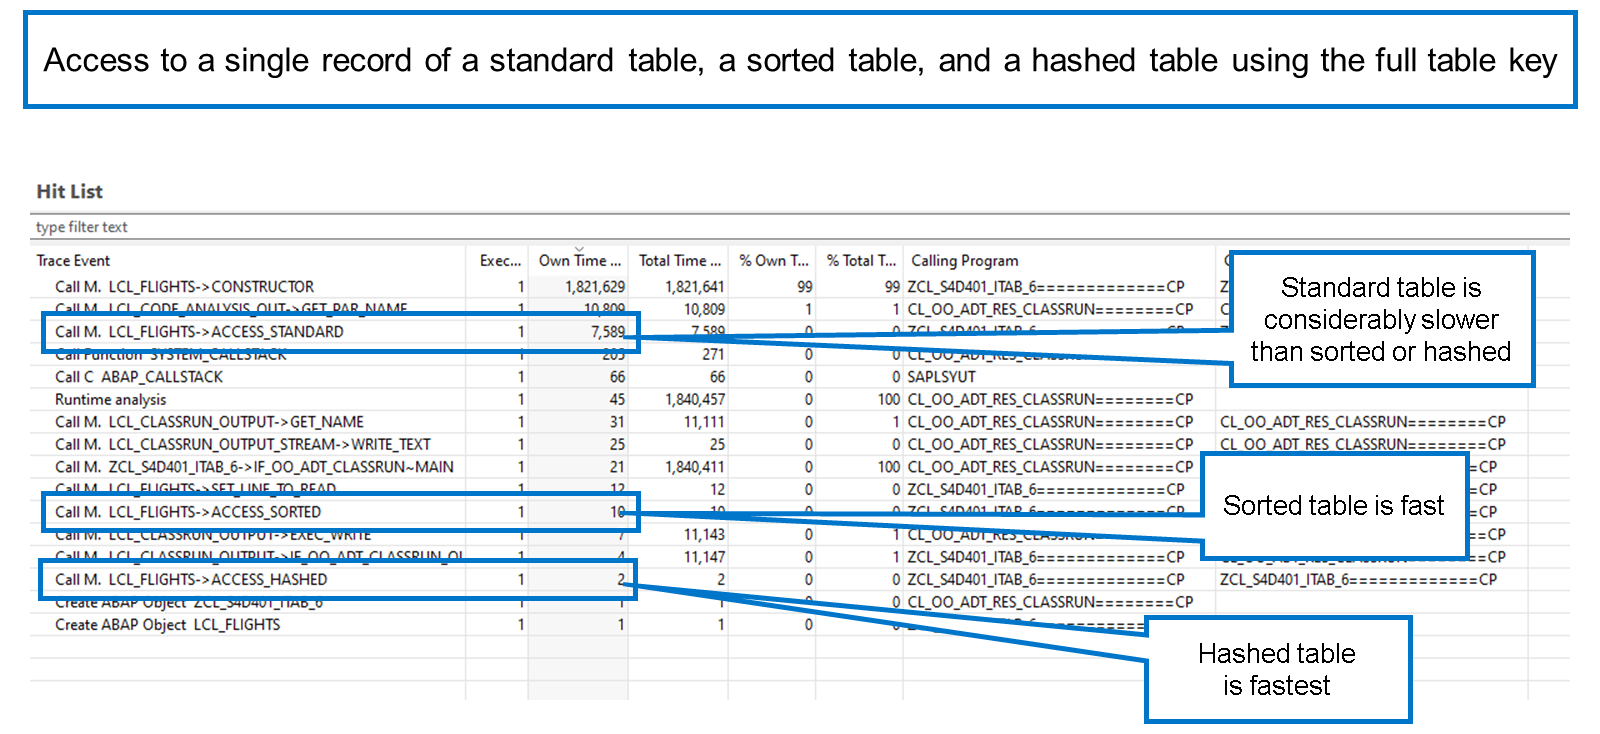 Access to a single record of a standard table, a sorted table, and a hashed table using the full table key
Hit List
type filter text
Trace Event Exec... Own Time ... Total Time ... % Own T... % Total T... Calling Program
Call M. LCL_FLIGHTS->CONSTRUCTOR 1 1,821,629 1,821,641 99 99 ZCL_S4D401_ITAB_6=============CP
Call M. LCL_CODE_ANALYSIS_OUT->GET_PAR_NAME 1 10,809 10,809 1 1 CL_OO_ADT_RES_CLASSRUN========CP
Call M. LCL_FLIGHTS->ACCESS_STANDARD 1 7,589 7,589 0 0 ZCL_S4D401_ITAB_6=============CP
Call Function SYSTEM_CALLSTACK 1 205 271 0 0 CL_OO_ADT_RES_CLASSRUN========CP
Call C ABAP_CALLSTACK 1 66 66 0 0 SAPLSYUT
Runtime analysis 1 45 1,840,457 0 100 CL_OO_ADT_RES_CLASSRUN========CP
Call M. LCL_CLASSRUN_OUTPUT->GET_NAME 1 31 11,111 0 1 CL_OO_ADT_RES_CLASSRUN========CP CL_OO_ADT_RES_CLASSRUN========CP
Call M. LCL_CLASSRUN_OUTPUT_STREAM->WRITE_TEXT 1 25 25 0 0 CL_OO_ADT_RES_CLASSRUN========CP CL_OO_ADT_RES_CLASSRUN========CP
Call M. ZCL_S4D401_ITAB_6->IF_OO_ADT_CLASSRUN~MAIN 1 21 1,840,411 0 100 CL_OO_ADT_RES_CLASSRUN========CP =CP
Call M. LCL_FLIGHTS->SET_LINE_TO_READ 1 12 12 0 0 ZCL_S4D401_ITAB_6=============CP =CP
Call M. LCL_FLIGHTS->ACCESS_SORTED 1 10 10 0 0 ZCL_S4D401_ITAB_6=============CP =CP
Call M. LCL_CLASSRUN_OUTPUT->EXEC_WRITE 1 7 11,143 0 1 CL_OO_ADT_RES_CLASSRUN========CP =CP
Call M. LCL_CLASSRUN_OUTPUT->IF_OO_ADT_CLASSRUN_OU 1 4 11,147 0 1 ZCL_S4D401_ITAB_6=============CP CL_OO_ADT_RES_CLASSRUN========CP
Call M. LCL_FLIGHTS->ACCESS_HASHED 1 2 2 0 0 ZCL_S4D401_ITAB_6=============CP ZCL_S4D401_ITAB_6=============CP
Create ABAP Object ZCL_S4D401_ITAB_6 1 1 1 0 0 CL_OO_ADT_RES_CLASSRUN========CP
Create ABAP Object LCL_FLIGHTS 1 1 1 0
Standard table is
considerably slower
than sorted or hashed
Sorted table is fast
Hashed table
is fastest